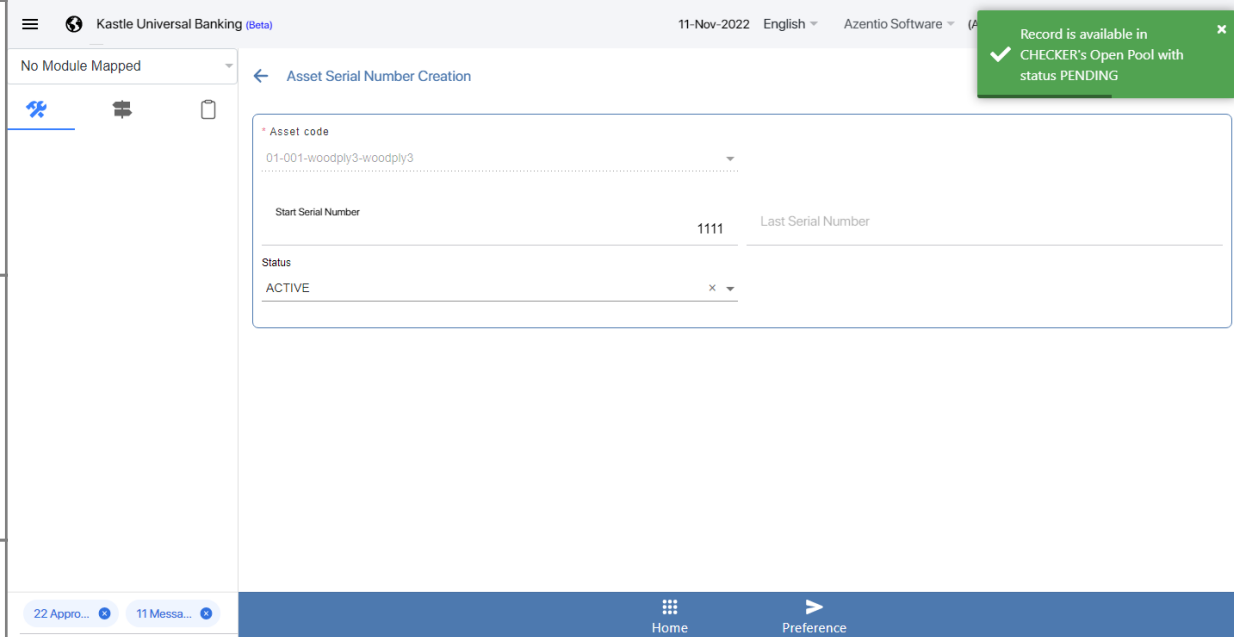 Kastle Universal Banking (Beta)
11-Nov-2022 English Azentio Software (A
Record is available in
CHECKER's Open Pool with
status PENDING
No Module Mapped
Asset Serial Number Creation
* Asset code
01-001-woodply3-woodply3
Start Serial Number
1111
Last Serial Number
Status
ACTIVE
22 Appro...
11 Messa...
Home
Preference